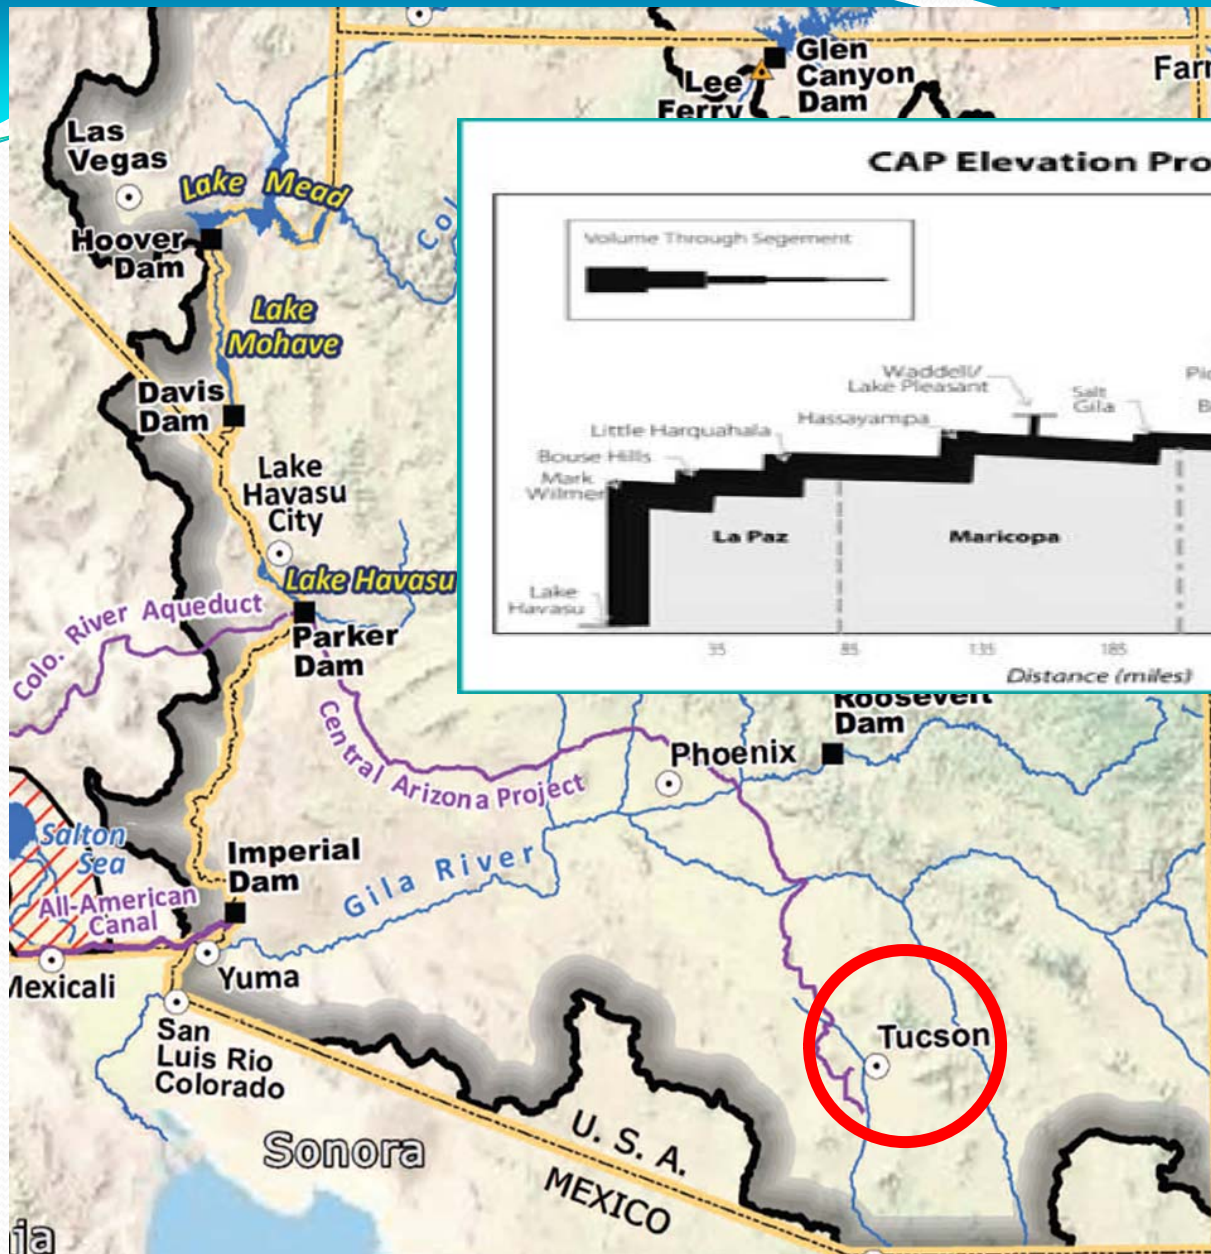 Glen
Canyon
Dam
Lee
Ferry
Las
Vegas
Lake Mead
Hoover
Dam
Lake
Mohave
Davis
Dam
Lake
Havasu
City
Lake Havasu
Colo. River Aqueduct
Parker
Dam
Central Arizona Project
Roosevelt
Dam
Phoenix
Salton
Sea
Imperial
Dam
Gila River
All-American
Canal
Mexicali
Yuma
San
Luis Rio
Colorado
Tucson
Sonora
U. S. A.
MEXICO
CAP Elevation Pro
Volume Through Segement
Waddell/
Lake Pleasant
Salt
Gila
Hassayampa
Little Harquahala
Bouse Hills
Mark
Wilmer
La Paz
Maricopa
Lake
Havasu
35 85 135 185
Distance (miles)